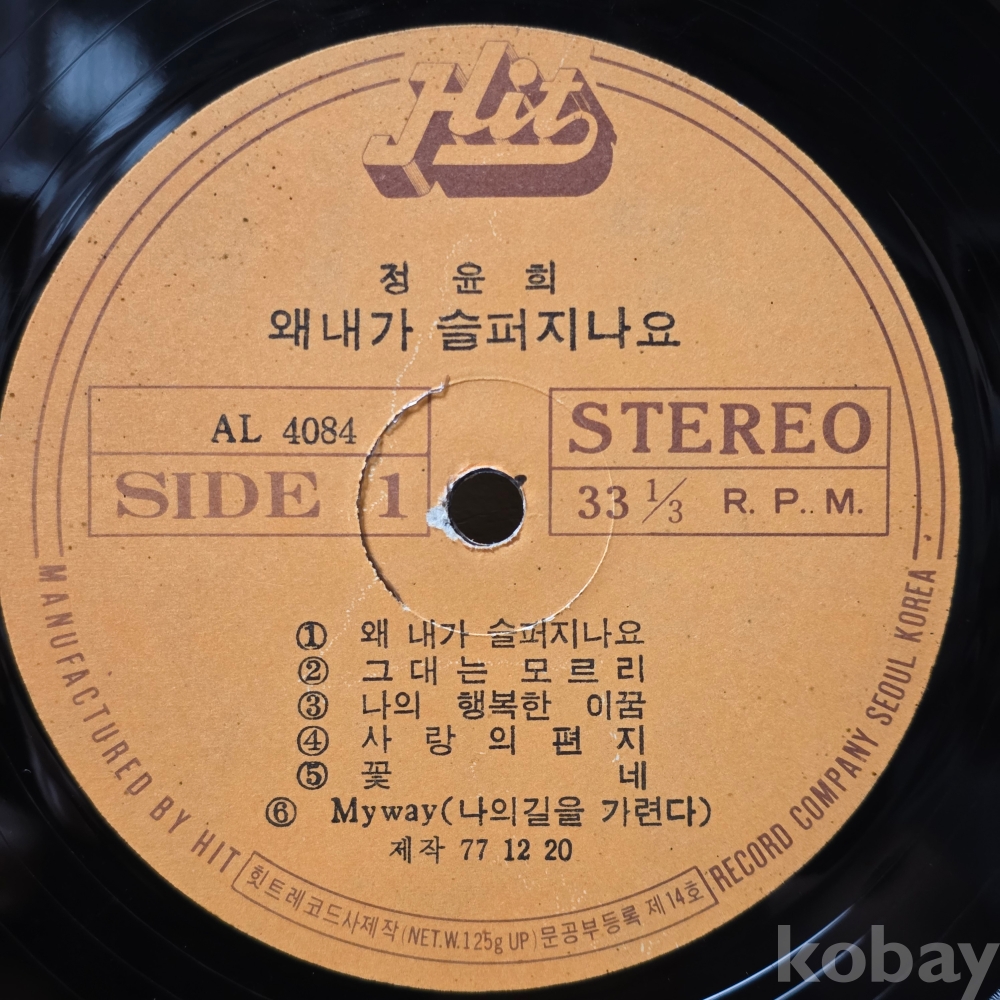 Hit
정 윤 희
왜내가 슬퍼지나요
AL 4084
SIDE 1
STEREO
33 1/3 R. P. M.
① 왜 내가 슬퍼지나요
② 그대는 모르리
③ 나의 행복한 이꿈
④ 사랑의 편지
⑤ 꽃네
⑥ Myway(나의길을 가련다)
제작 77 12 20
MANUFACTURED BY HIT RECORD COMPANY SEOUL KOREA
힛트레코드사제작(NET.W.125g UP)문공부등록 제14호
kobay